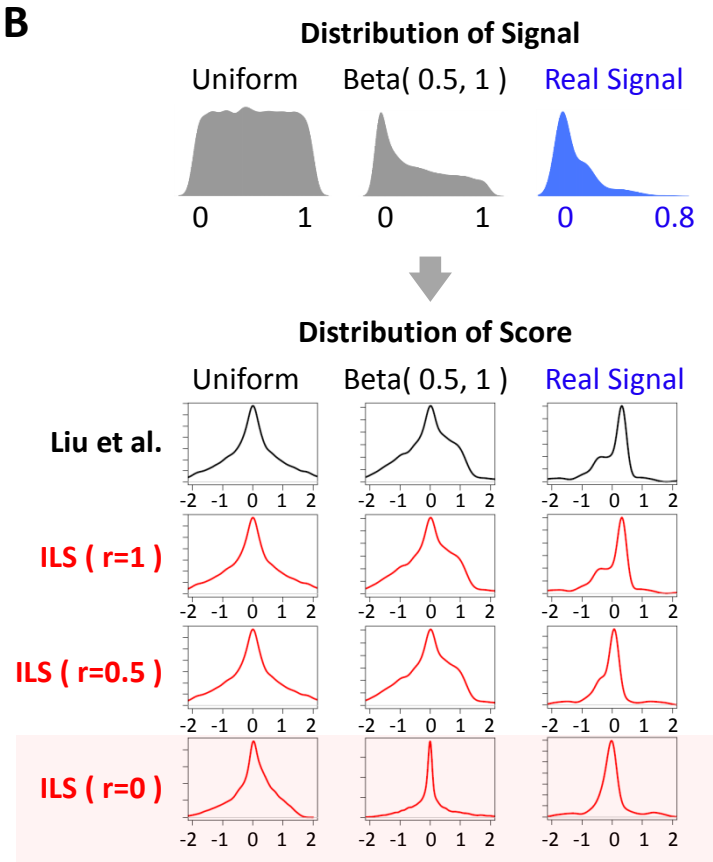 B
Distribution of Signal
Uniform Beta( 0.5, 1 ) Real Signal
0 1 0 1 0 0.8
Distribution of Score
Uniform Beta( 0.5, 1 ) Real Signal
Liu et al.
-2 -1 0 1 2 -2 -1 0 1 2 -2 -1 0 1 2
ILS ( r=1 )
-2 -1 0 1 2 -2 -1 0 1 2 -2 -1 0 1 2
ILS ( r=0.5 )
-2 -1 0 1 2 -2 -1 0 1 2 -2 -1 0 1 2
ILS ( r=0 )
-2 -1 0 1 2 -2 -1 0 1 2 -2 -1 0 1 2